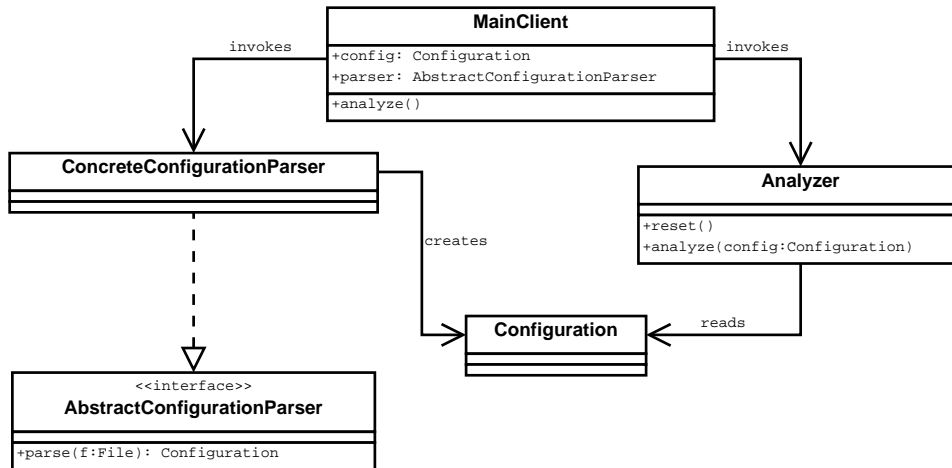 MainClient
+config: Configuration
+parser: AbstractConfigurationParser
+analyze()
invokes
invokes
ConcreteConfigurationParser
Analyzer
+reset()
+analyze(config:Configuration)
creates
Configuration
reads
<<interface>>
AbstractConfigurationParser
+parse(f:File): Configuration